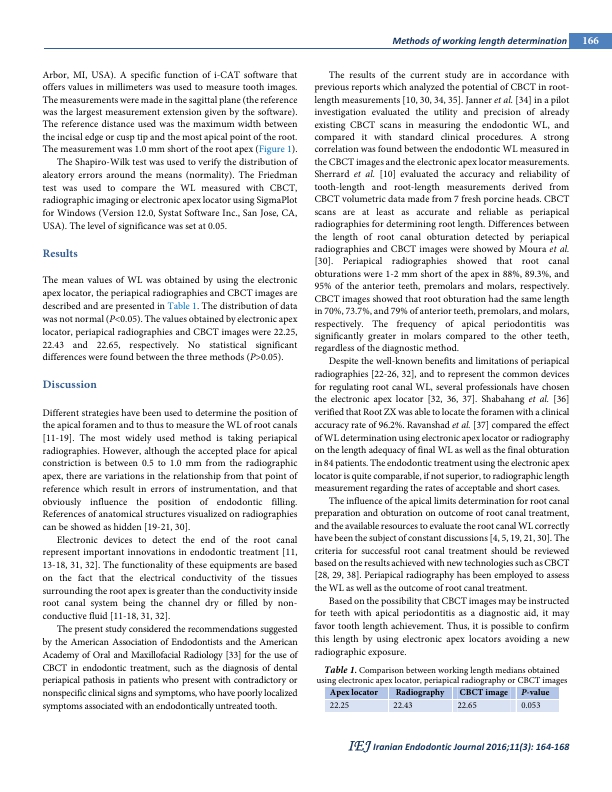 Methods of working length determination 166
Arbor, MI, USA). A specific function of i-CAT software that
offers values in millimeters was used to measure tooth images.
The measurements were made in the sagittal plane (the reference
was the largest measurement extension given by the software).
The reference distance used was the maximum width between
the incisal edge or cusp tip and the most apical point of the root.
The measurement was 1.0 mm short of the root apex (Figure 1).
The Shapiro-Wilk test was used to verify the distribution of
aleatory errors around the means (normality). The Friedman
test was used to compare the WL measured with CBCT,
radiographic imaging or electronic apex locator using SigmaPlot
for Windows (Version 12.0, Systat Software Inc., San Jose, CA,
USA). The level of significance was set at 0.05.
Results
The mean values of WL was obtained by using the electronic
apex locator, the periapical radiographies and CBCT images are
described and are presented in Table 1. The distribution of data
was not normal (P<0.05). The values obtained by electronic apex
locator, periapical radiographies and CBCT images were 22.25,
22.43 and 22.65, respectively. No statistical significant
differences were found between the three methods (P>0.05).
Discussion
Different strategies have been used to determine the position of
the apical foramen and to thus to measure the WL of root canals
[11-19]. The most widely used method is taking periapical
radiographies. However, although the accepted place for apical
constriction is between 0.5 to 1.0 mm from the radiographic
apex, there are variations in the relationship from that point of
reference which result in errors of instrumentation, and that
obviously influence the position of endodontic filling.
References of anatomical structures visualized on radiographies
can be showed as hidden [19-21, 30].
Electronic devices to detect the end of the root canal
represent important innovations in endodontic treatment [11,
13-18, 31, 32]. The functionality of these equipments are based
on the fact that the electrical conductivity of the tissues
surrounding the root apex is greater than the conductivity inside
root canal system being the channel dry or filled by non-
conductive fluid [11-18, 31, 32].
The present study considered the recommendations suggested
by the American Association of Endodontists and the American
Academy of Oral and Maxillofacial Radiology [33] for the use of
CBCT in endodontic treatment, such as the diagnosis of dental
periapical pathosis in patients who present with contradictory or
nonspecific clinical signs and symptoms, who have poorly localized
symptoms associated with an endodontically untreated tooth.
The results of the current study are in accordance with
previous reports which analyzed the potential of CBCT in root-
length measurements [10, 30, 34, 35]. Janner et al. [34] in a pilot
investigation evaluated the utility and precision of already
existing CBCT scans in measuring the endodontic WL, and
compared it with standard clinical procedures. A strong
correlation was found between the endodontic WL measured in
the CBCT images and the electronic apex locator measurements.
Sherrard et al. [10] evaluated the accuracy and reliability of
tooth-length and root-length measurements derived from
CBCT volumetric data made from 7 fresh porcine heads. CBCT
scans are at least as accurate and reliable as periapical
radiographies for determining root length. Differences between
the length of root canal obturation detected by periapical
radiographies and CBCT images were showed by Moura et al.
[30]. Periapical radiographies showed that root canal
obturations were 1-2 mm short of the apex in 88%, 89.3%, and
95% of the anterior teeth, premolars and molars, respectively.
CBCT images showed that root obturation had the same length
in 70%, 73.7%, and 79% of anterior teeth, premolars, and molars,
respectively. The frequency of apical periodontitis was
significantly greater in molars compared to the other teeth,
regardless of the diagnostic method.
Despite the well-known benefits and limitations of periapical
radiographies [22-26, 32], and to represent the common devices
for regulating root canal WL, several professionals have chosen
the electronic apex locator [32, 36, 37]. Shabahang et al. [36]
verified that Root ZX was able to locate the foramen with a clinical
accuracy rate of 96.2%. Ravanshad et al. [37] compared the effect
of WL determination using electronic apex locator or radiography
on the length adequacy of final WL as well as the final obturation
in 84 patients. The endodontic treatment using the electronic apex
locator is quite comparable, if not superior, to radiographic length
measurement regarding the rates of acceptable and short cases.
The influence of the apical limits determination for root canal
preparation and obturation on outcome of root canal treatment,
and the available resources to evaluate the root canal WL correctly
have been the subject of constant discussions [4, 5, 19, 21, 30]. The
criteria for successful root canal treatment should be reviewed
based on the results achieved with new technologies such as CBCT
[28, 29, 38]. Periapical radiography has been employed to assess
the WL as well as the outcome of root canal treatment.
Based on the possibility that CBCT images may be instructed
for teeth with apical periodontitis as a diagnostic aid, it may
favor tooth length achievement. Thus, it is possible to confirm
this length by using electronic apex locators avoiding a new
radiographic exposure.
Table 1. Comparison between working length medians obtained
using electronic apex locator, periapical radiography or CBCT images
Apex locator Radiography CBCT image P-value
22.25 22.43 22.65 0.053
IEJ Iranian Endodontic Journal 2016;11(3): 164-168